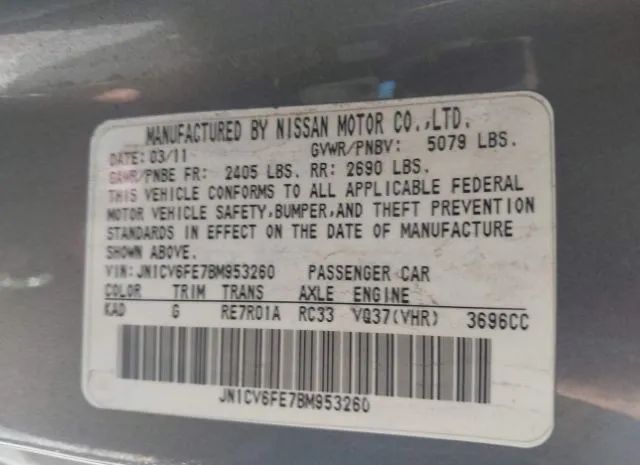 MANUFACTURED BY NISSAN MOTOR CO.,LTD.
DATE: 03/11 GVWR/PNBV: 5079 LBS.
GAWR/PNBE FR: 2405 LBS. RR: 2690 LBS.
THIS VEHICLE CONFORMS TO ALL APPLICABLE FEDERAL
MOTOR VEHICLE SAFETY,BUMPER,AND THEFT PREVENTION
STANDARDS IN EFFECT ON THE DATE OF MANUFACTURE
SHOWN ABOVE.
VIN: JN1CV6FE7BM953260 PASSENGER CAR
COLOR TRIM TRANS AXLE ENGINE
KAD G RE7R01A RC33 VQ37(VHR) 3696CC
JN1CV6FE7BM953260